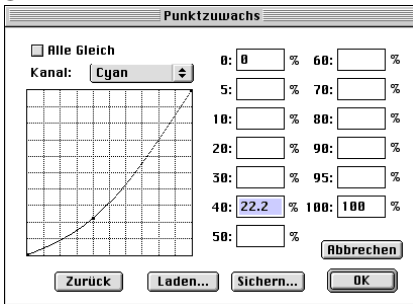 Punktzuwachs
Alle Gleich
Kanal: Cyan
0: 0 % 60: %
5: % 70: %
10: % 80: %
20: % 90: %
30: % 95: %
40: 22.2 % 100: 100 %
50: %
Abbrechen
Zurück Laden... Sichern... OK